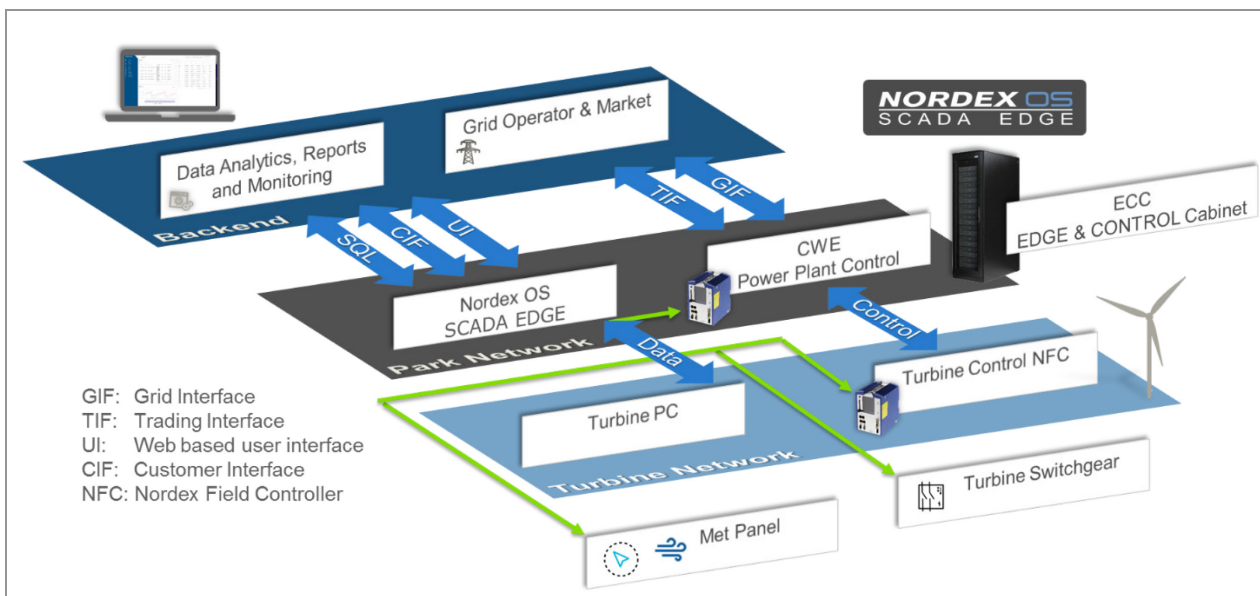 NORDEX OS
SCADA EDGE
Grid Operator & Market
Data Analytics, Reports
and Monitoring
Backend
SQL
CIF
UI
TIF
GIF
ECC
EDGE & CONTROL Cabinet
CWE
Power Plant Control
Nordex OS
SCADA EDGE
Park Network
Data
Control
Turbine Control NFC
Turbine PC
Turbine Network
Turbine Switchgear
Met Panel
GIF: Grid Interface
TIF: Trading Interface
UI: Web based user interface
CIF: Customer Interface
NFC: Nordex Field Controller